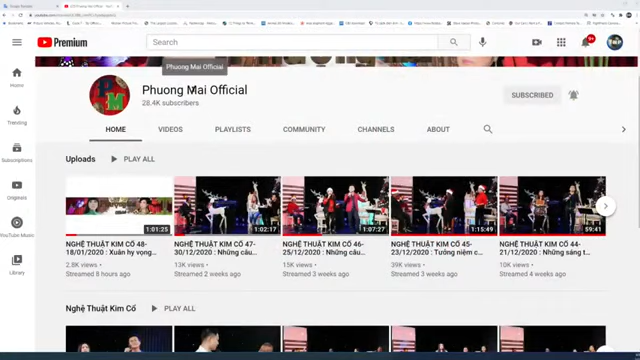 Premium
Search
9+
Phuong Mai Official
Phuong Mai Official
28.4K subscribers
SUBSCRIBED
HOME VIDEOS PLAYLISTS COMMUNITY CHANNELS ABOUT
Home
Trending
Subscriptions
Originals
YouTube Music
Library
Uploads PLAY ALL
1:01:25
1:02:17
1:07:27
1:15:49
59:41
NGHỆ THUẬT KIM CỔ 48-
18/01/2020 : Xuân hy vọng...
2.8K views •
Streamed 8 hours ago
NGHỆ THUẬT KIM CỔ 47-
30/12/2020 : Những câu...
13K views •
Streamed 2 weeks ago
NGHỆ THUẬT KIM CỔ 46-
25/12/2020 : Những câu...
15K views •
Streamed 3 weeks ago
NGHỆ THUẬT KIM CỔ 45-
23/12/2020 : Tưởng niệm c...
39K views •
Streamed 3 weeks ago
NGHỆ THUẬT KIM CỔ 44-
21/12/2020 : Những sáng t...
10K views •
Streamed 4 weeks ago
Nghệ Thuật Kim Cổ PLAY ALL